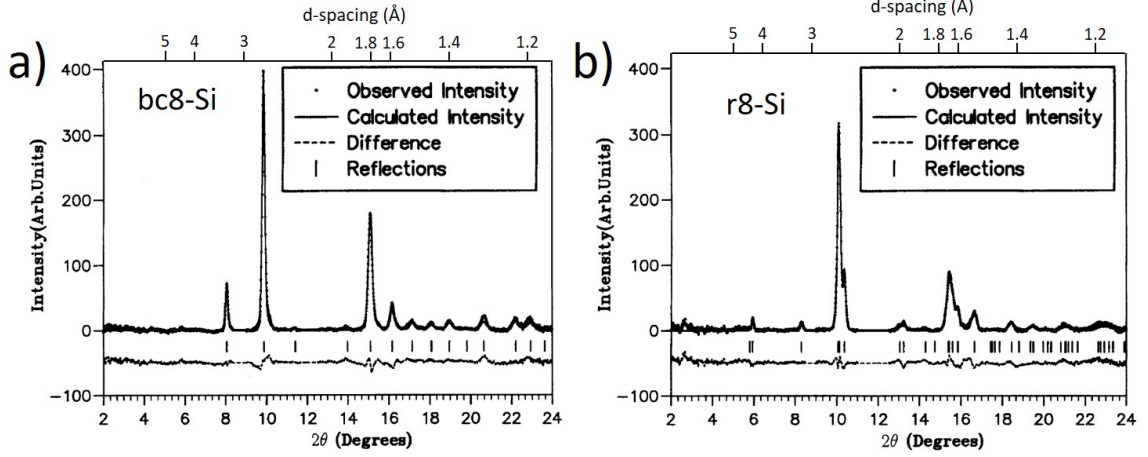 d-spacing (Å)
5 4 3 2 1.8 1.6 1.4 1.2
a)
400
300
200
100
0
−100
Intensity(Arb.Units)
bc8-Si
Observed Intensity
Calculated Intensity
Difference
Reflections
2 4 6 8 10 12 14 16 18 20 22 24
2θ (Degrees)
d-spacing (Å)
5 4 3 2 1.8 1.6 1.4 1.2
b)
400
300
200
100
0
−100
Intensity(Arb.Units)
r8-Si
Observed Intensity
Calculated Intensity
Difference
Reflections
2 4 6 8 10 12 14 16 18 20 22 24
2θ (Degrees)